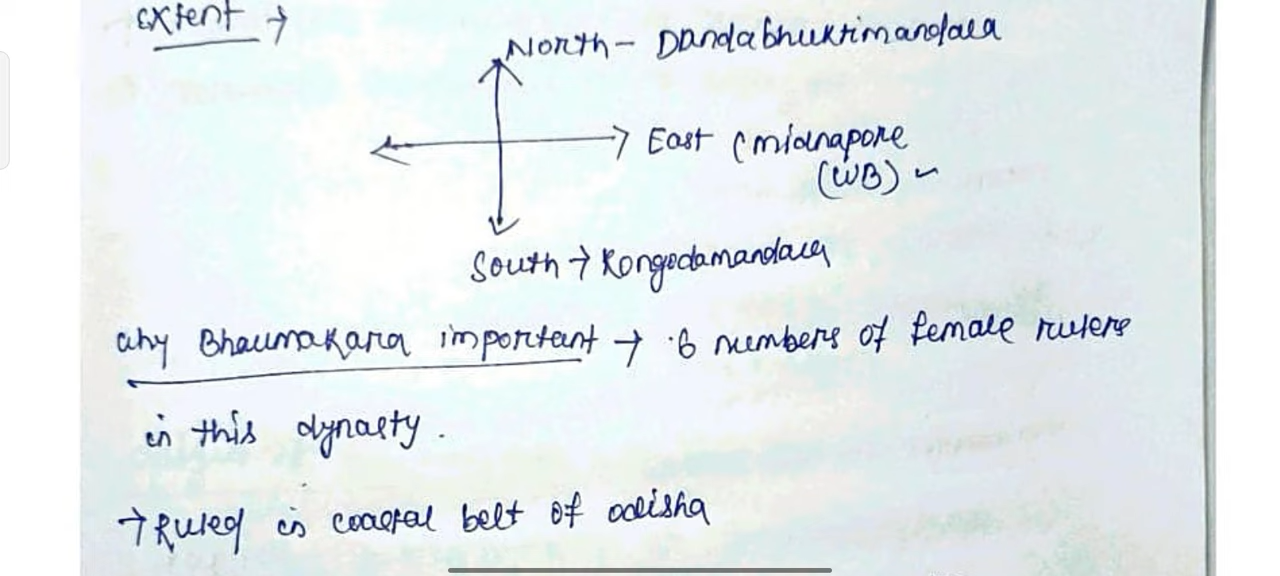 extent →
North - Dandabhuktimandala
East (midnapore
(WB)
South → Kongodamandala
why Bhaumakara important → 6 numbers of female rulers
in this dynasty.
→ Ruled in coastal belt of odisha